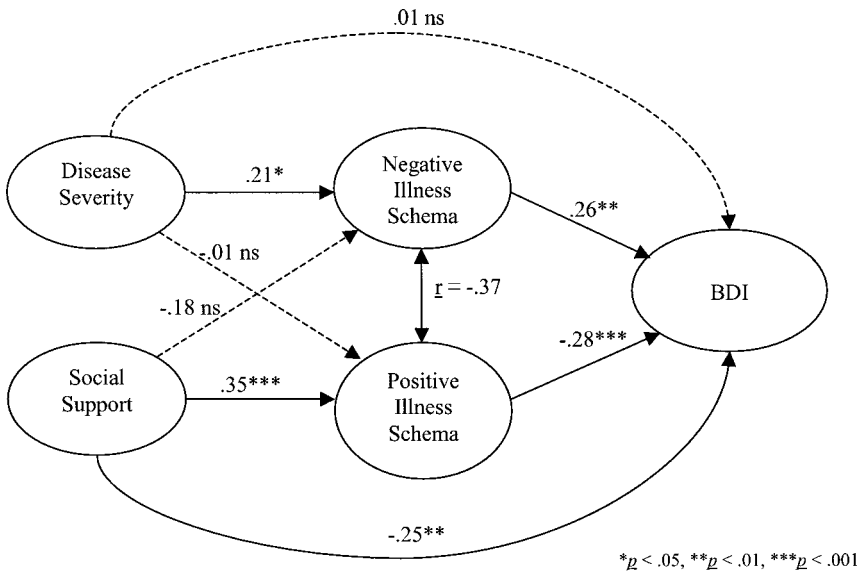 .01 ns
Disease
Severity
.21*
Negative
Illness
Schema
.26**
-.01 ns
-.18 ns
r = -.37
BDI
-.28***
Social
Support
.35***
Positive
Illness
Schema
-.25**
*p < .05, **p < .01, ***p < .001